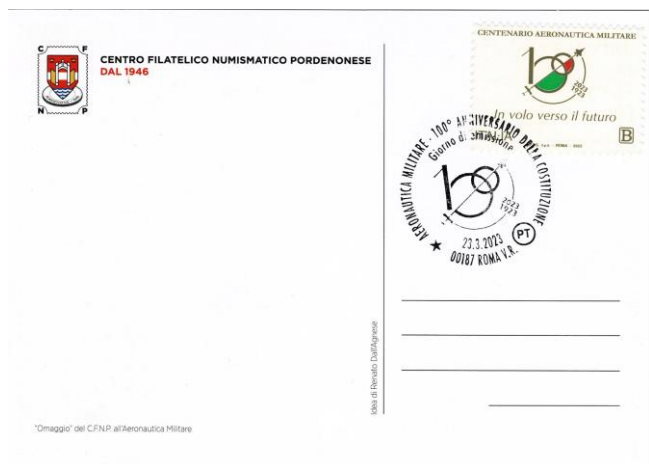 C F
N P
CENTRO FILATELICO NUMISMATICO PORDENONESE
DAL 1946
CENTENARIO AERONAUTICA MILITARE
2023
1923
In volo verso il futuro
ITALIA
B
ROMA - 2023
AERONAUTICA MILITARE - 100° ANNIVERSARIO DELLA COSTITUZIONE
Giorno di emissione
2023
1923
23.3.2023
PT
00187 ROMA V.R.
Idea di Renato Dall'Agnese
"Omaggio" del C.F.N.P. all'Aeronautica Militare